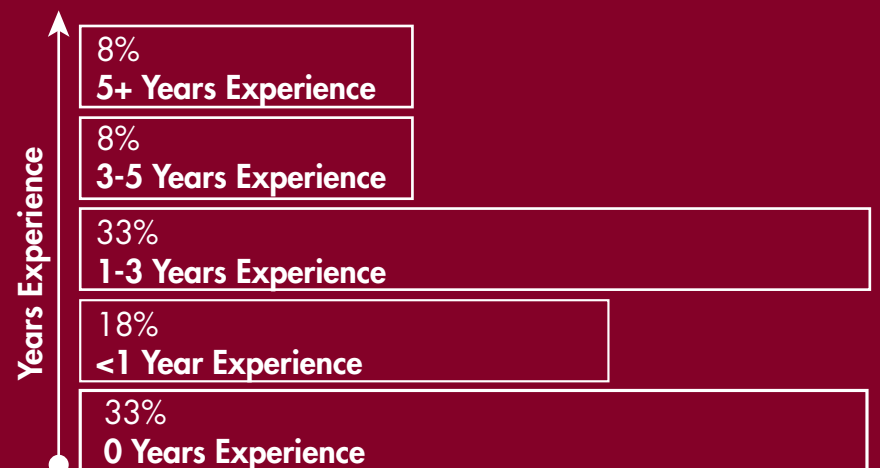 Years Experience
8%
5+ Years Experience
8%
3-5 Years Experience
33%
1-3 Years Experience
18%
<1 Year Experience
33%
0 Years Experience